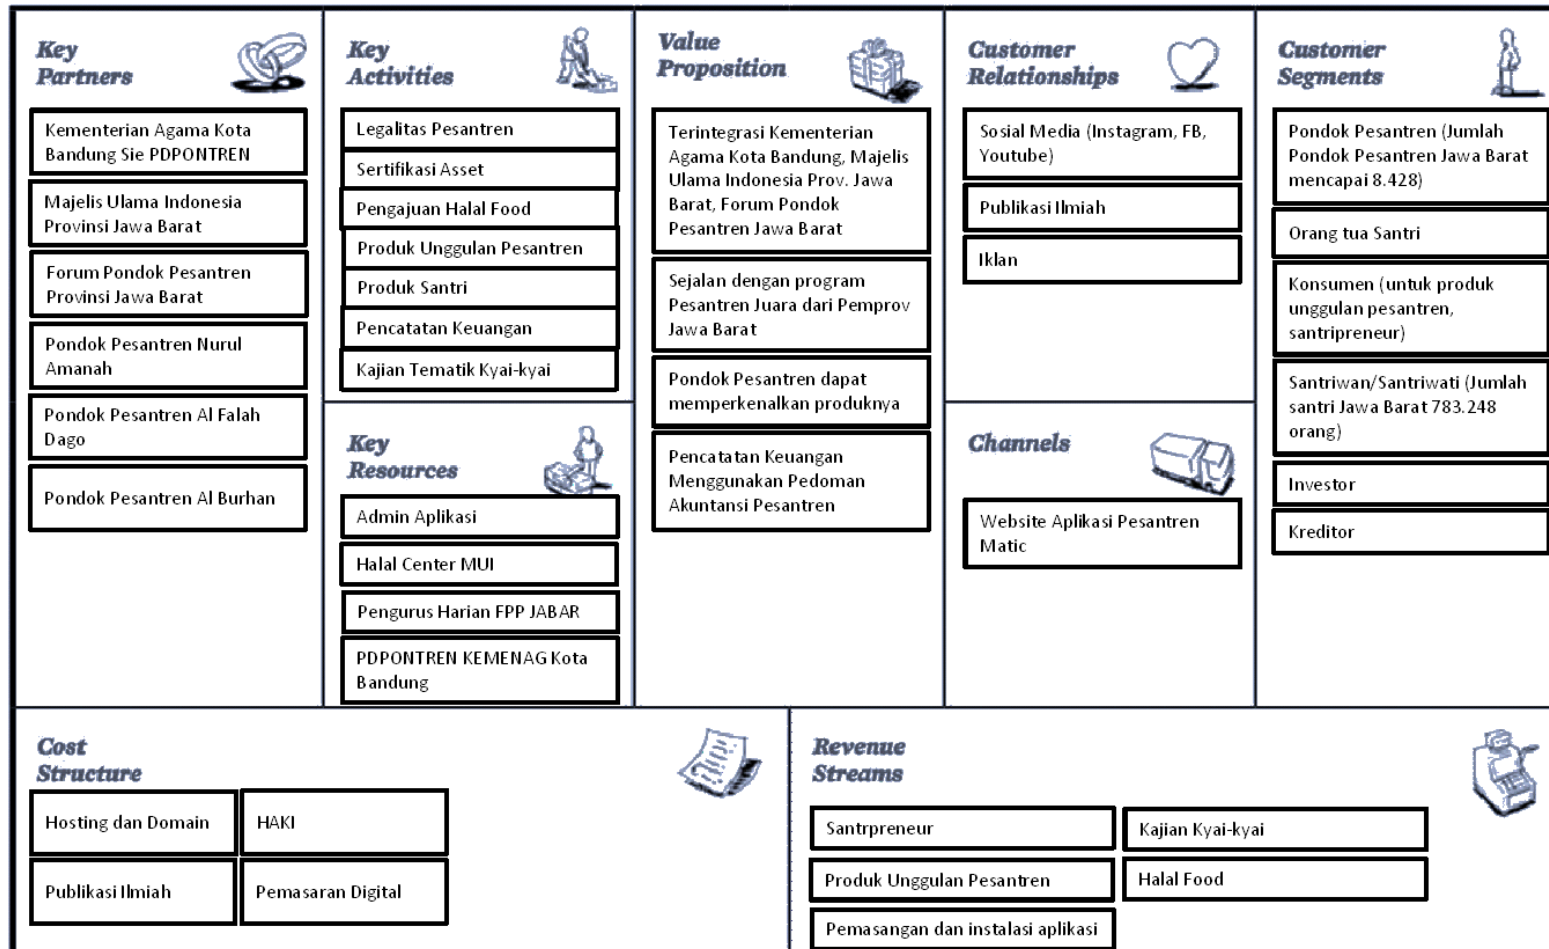 Key
Partners
Kementerian Agama Kota
Bandung Sie PDPONTREN
Majelis Ulama Indonesia
Provinsi Jawa Barat
Forum Pondok Pesantren
Provinsi Jawa Barat
Pondok Pesantren Nurul
Amanah
Pondok Pesantren Al Falah
Dago
Pondok Pesantren Al Burhan
Key
Activities
Legalitas Pesantren
Sertifikasi Asset
Pengajuan Halal Food
Produk Unggulan Pesantren
Produk Santri
Pencatatan Keuangan
Kajian Tematik Kyai-kyai
Key
Resources
Admin Aplikasi
Halal Center MUI
Pengurus Harian FPP JABAR
PDPONTREN KEMENAG Kota
Bandung
Value
Proposition
Terintegrasi Kementerian
Agama Kota Bandung, Majelis
Ulama Indonesia Prov. Jawa
Barat, Forum Pondok
Pesantren Jawa Barat
Sejalan dengan program
Pesantren Juara dari Pemprov
Jawa Barat
Pondok Pesantren dapat
memperkenalkan produknya
Pencatatan Keuangan
Menggunakan Pedoman
Akuntansi Pesantren
Customer
Relationships
Sosial Media (Instagram, FB,
Youtube)
Publikasi Ilmiah
Iklan
Channels
Website Aplikasi Pesantren
Matic
Customer
Segments
Pondok Pesantren (Jumlah
Pondok Pesantren Jawa Barat
mencapai 8.428)
Orang tua Santri
Konsumen (untuk produk
unggulan pesantren,
santripreneur)
Santriwan/Santriwati (Jumlah
santri Jawa Barat 783.248
orang)
Investor
Kreditor
Cost
Structure
Hosting dan Domain
HAKI
Publikasi Ilmiah
Pemasaran Digital
Revenue
Streams
Santrpreneur
Kajian Kyai-kyai
Produk Unggulan Pesantren
Halal Food
Pemasangan dan instalasi aplikasi